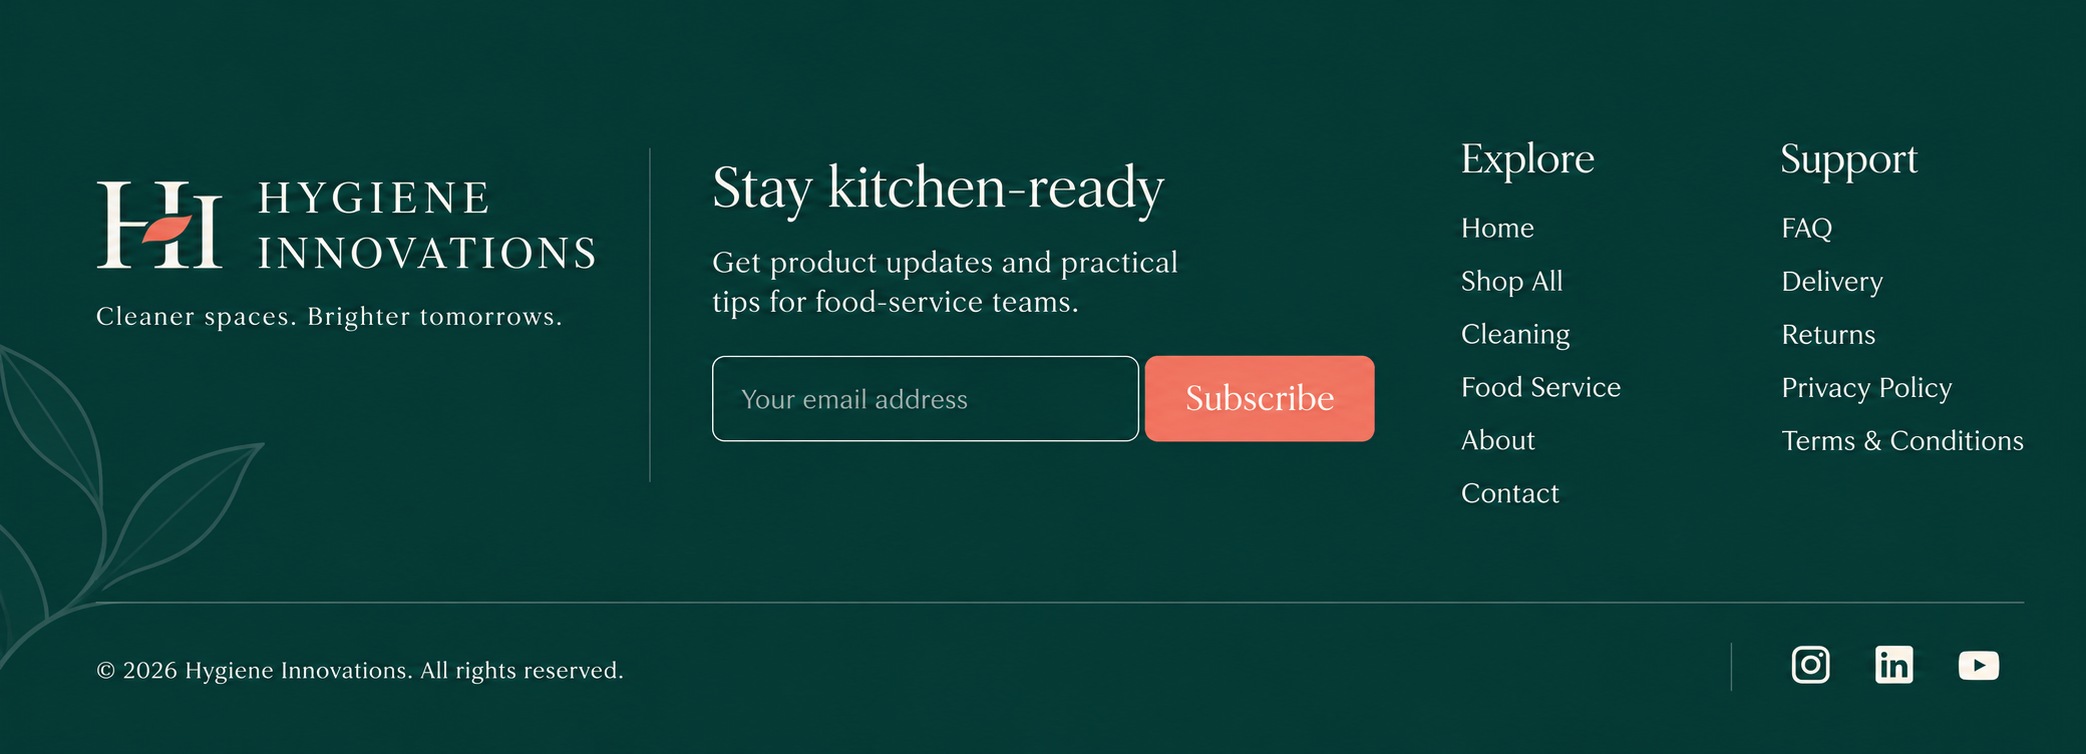 HI
HYGIENE
INNOVATIONS
Cleaner spaces. Brighter tomorrows.
Stay kitchen-ready
Get product updates and practical
tips for food-service teams.
Your email address
Subscribe
Explore
Home
Shop All
Cleaning
Food Service
About
Contact
Support
FAQ
Delivery
Returns
Privacy Policy
Terms & Conditions
© 2026 Hygiene Innovations. All rights reserved.
in